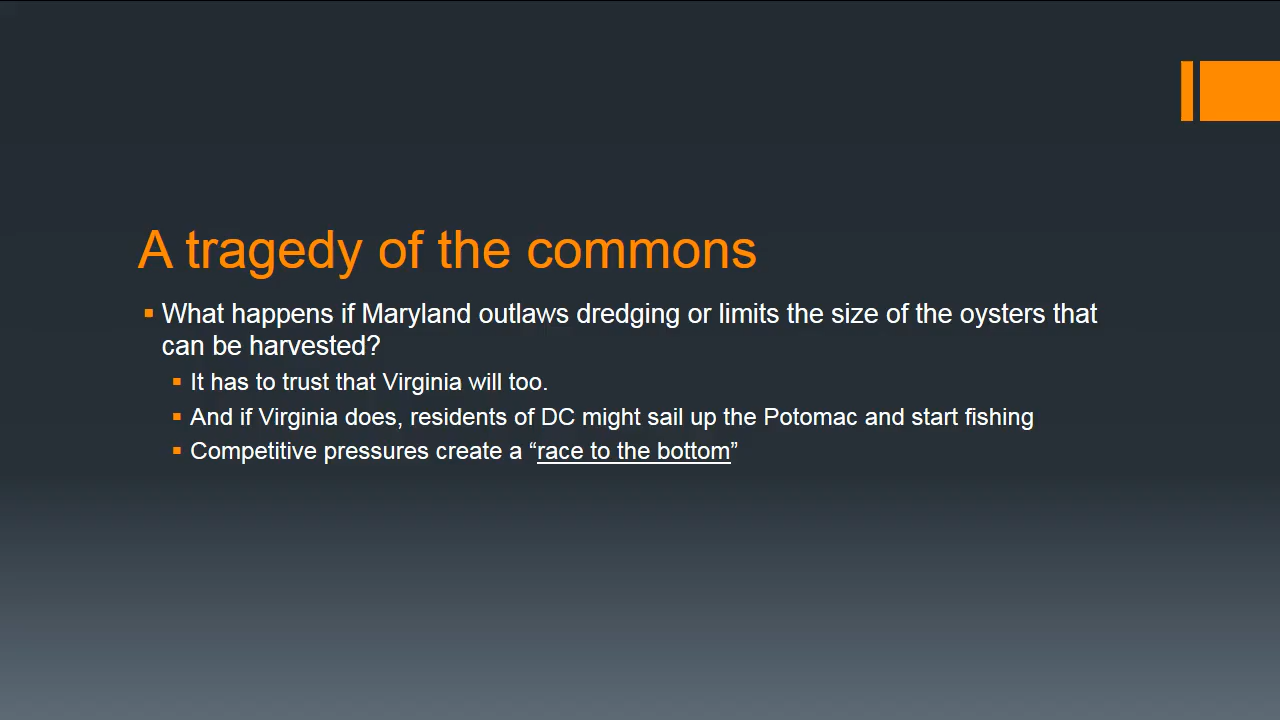 A tragedy of the commons
What happens if Maryland outlaws dredging or limits the size of the oysters that
can be harvested?
It has to trust that Virginia will too.
And if Virginia does, residents of DC might sail up the Potomac and start fishing
Competitive pressures create a “race to the bottom”